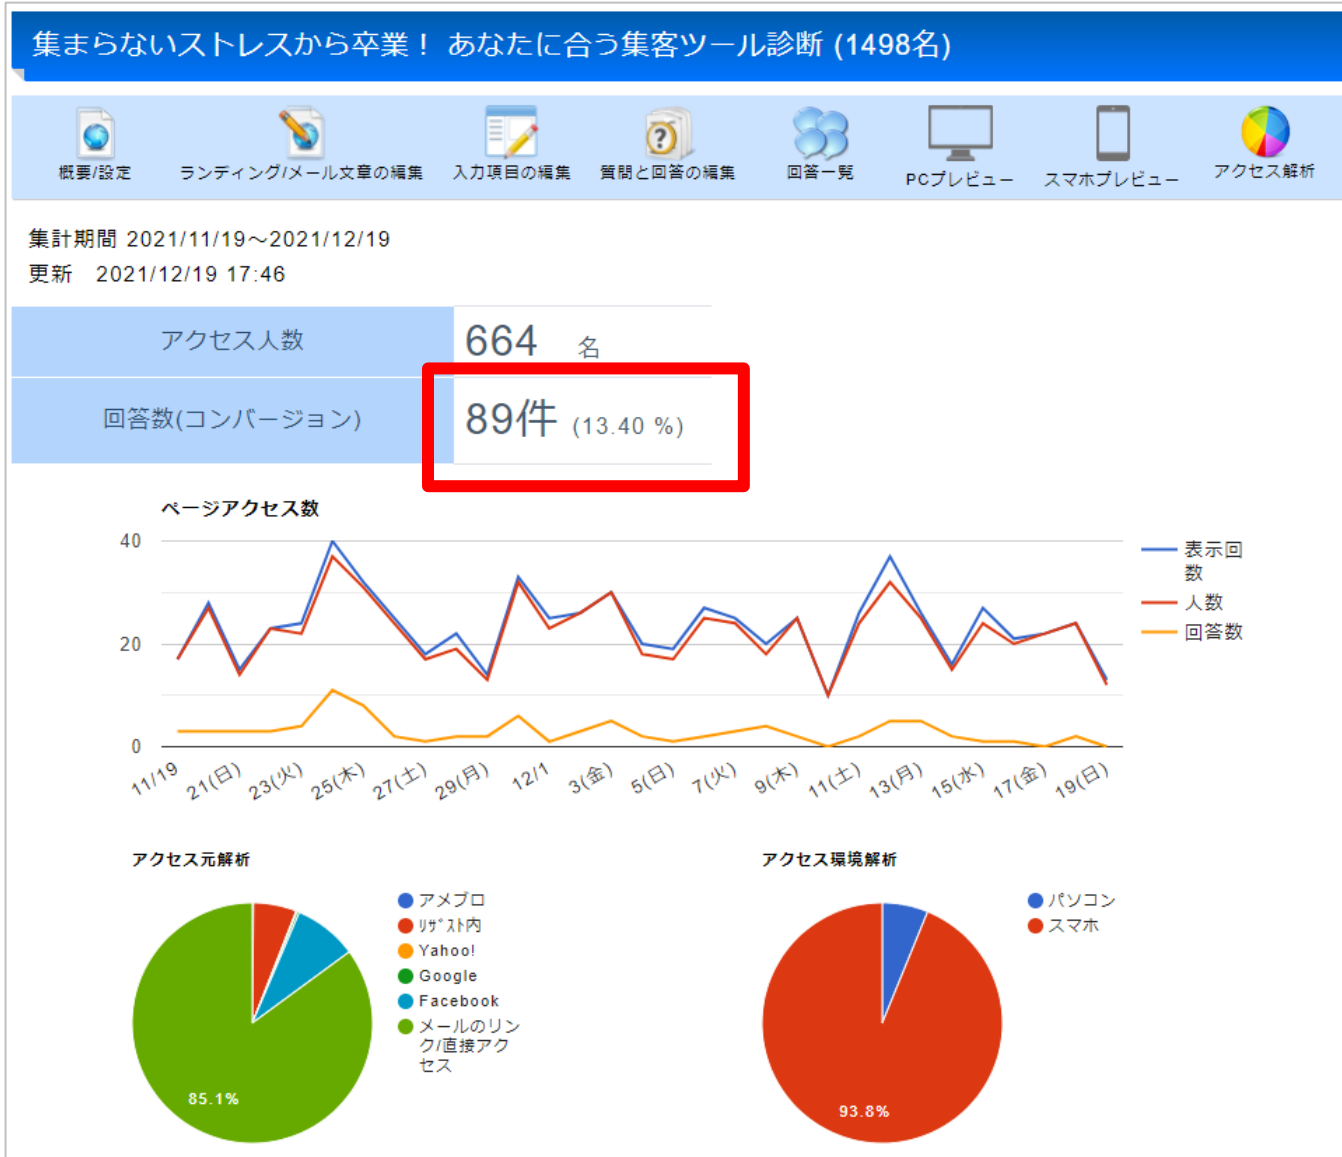 集まらないストレスから卒業！ あなたに合う集客ツール診断 (1498名)
概要/設定
ランディング/メール文章の編集
入力項目の編集
質問と回答の編集
回答一覧
PCプレビュー
スマホプレビュー
アクセス解析
集計期間 2021/11/19～2021/12/19
更新 2021/12/19 17:46
アクセス人数 664 名
回答数(コンバージョン) 89件 (13.40 %)
ページアクセス数
40
20
0
11/19
21(日)
23(火)
25(木)
27(土)
29(月)
12/1
3(金)
5(日)
7(火)
9(木)
11(土)
13(月)
15(水)
17(金)
19(日)
表示回
数
人数
回答数
アクセス元解析
85.1%
アメブロ
ﾘｻﾞｽﾄ内
Yahoo!
Google
Facebook
メールのリン
ク/直接アク
セス
アクセス環境解析
93.8%
パソコン
スマホ